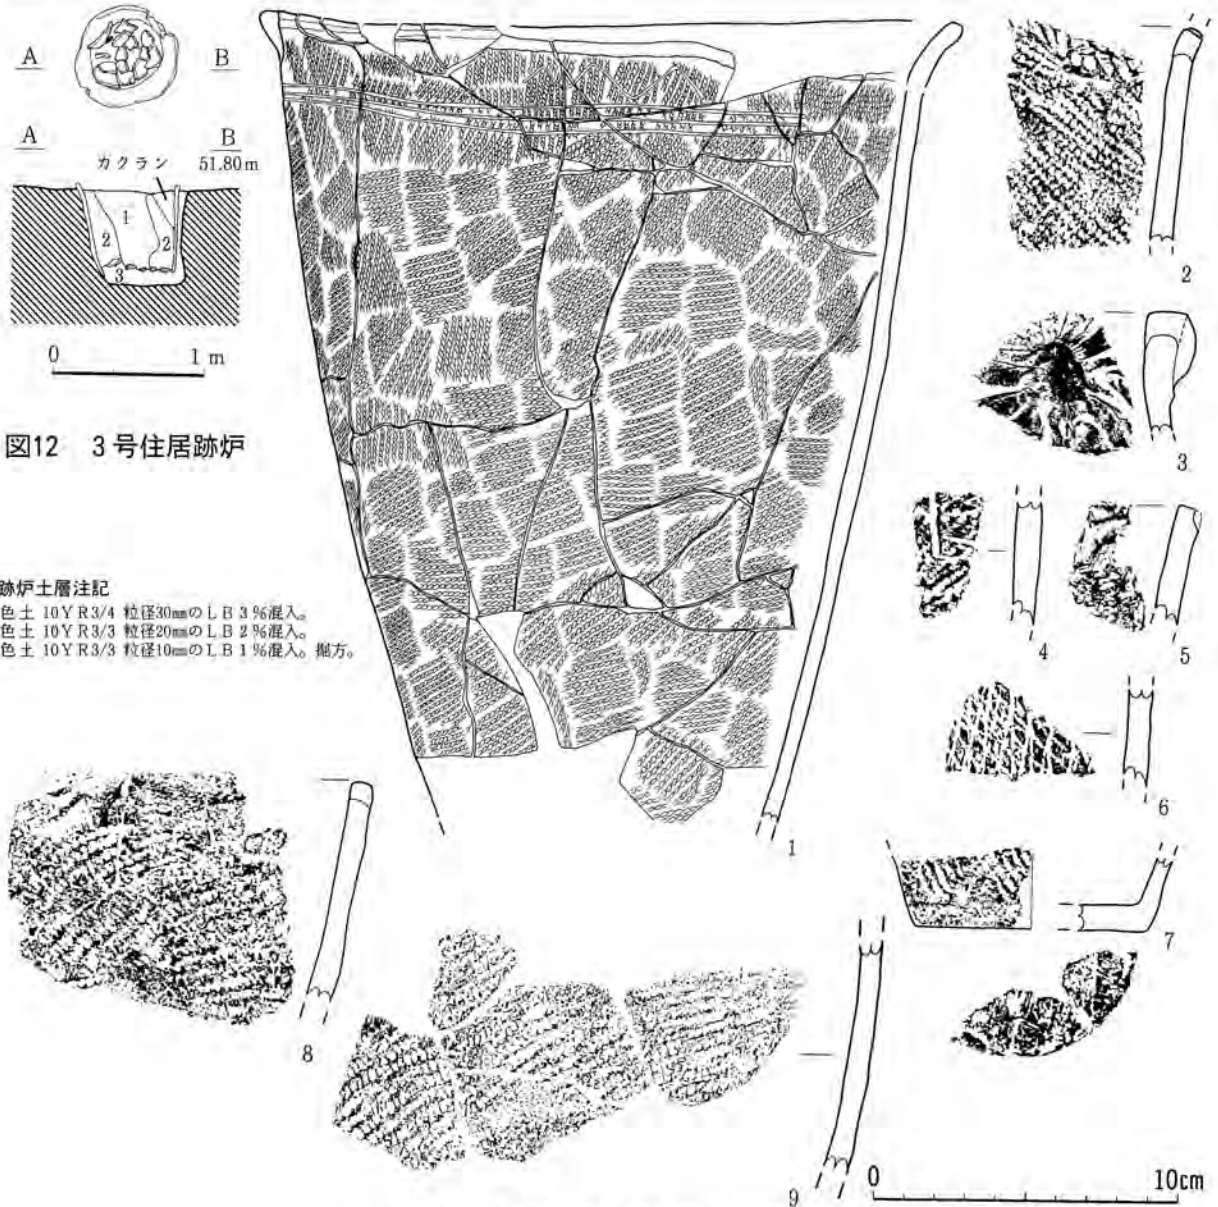 A B
A B
カクラン 51.80m
1
2 2
3
0 1m
図12 3号住居跡炉
跡炉土層注記
色土 10YR3/4 粒径30㎜のLB3%混入。
色土 10YR3/3 粒径20㎜のLB2%混入。
色土 10YR3/3 粒径10㎜のLB1%混入。掘方。
1
2
3
4
5
6
7
8
9
0 10cm